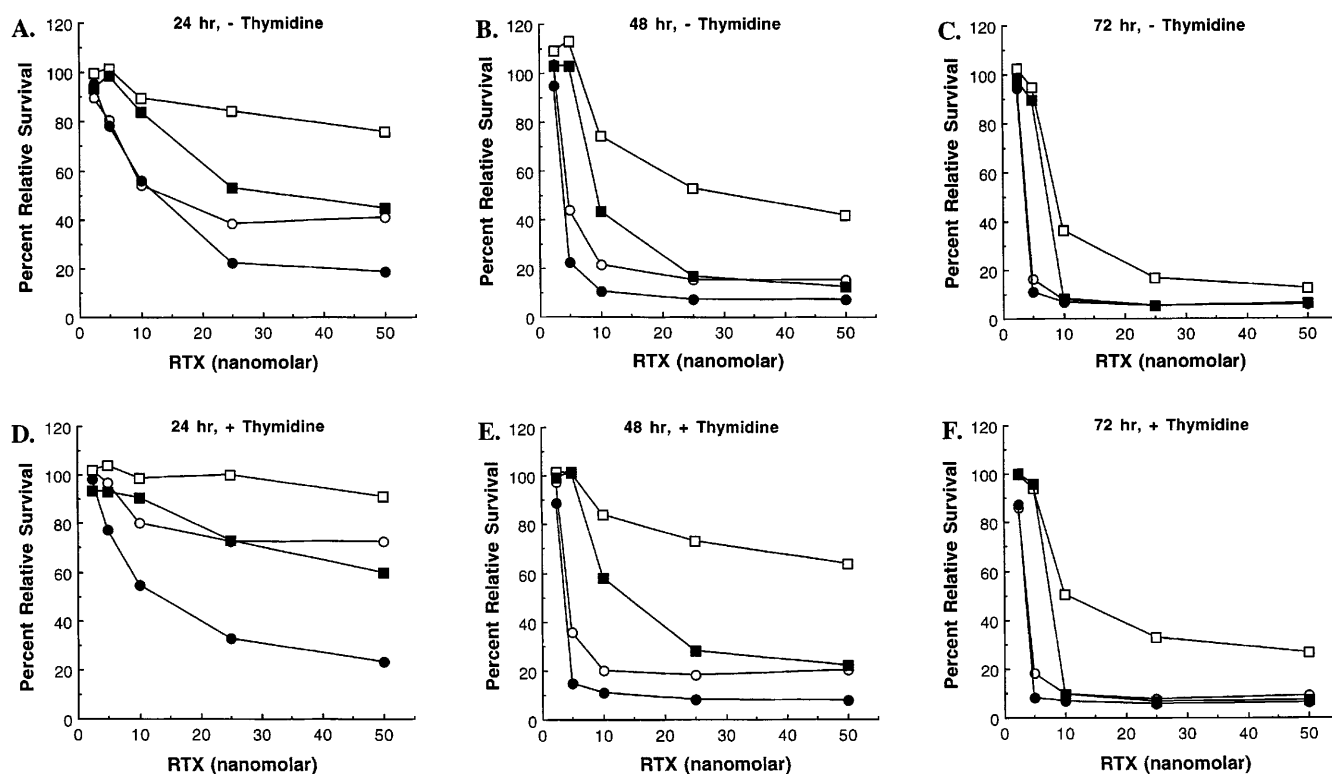 A.
24 hr, - Thymidine
Percent Relative Survival
120
100
80
60
40
20
0
0 10 20 30 40 50
RTX (nanomolar)
B.
48 hr, - Thymidine
Percent Relative Survival
120
100
80
60
40
20
0
0 10 20 30 40 50
RTX (nanomolar)
C.
72 hr, - Thymidine
Percent Relative Survival
120
100
80
60
40
20
0
0 10 20 30 40 50
RTX (nanomolar)
D.
24 hr, + Thymidine
Percent Relative Survival
120
100
80
60
40
20
0
0 10 20 30 40 50
RTX (nanomolar)
E.
48 hr, + Thymidine
Percent Relative Survival
120
100
80
60
40
20
0
0 10 20 30 40 50
RTX (nanomolar)
F.
72 hr, + Thymidine
Percent Relative Survival
120
100
80
60
40
20
0
0 10 20 30 40 50
RTX (nanomolar)